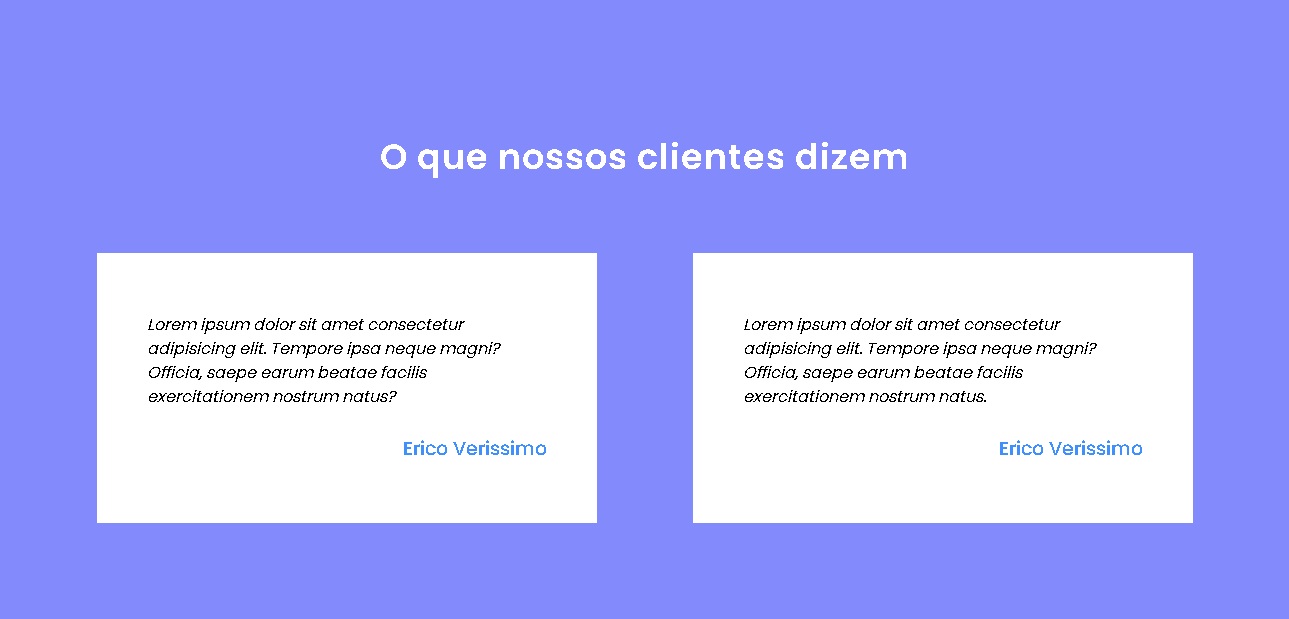 O que nossos clientes dizem
Lorem ipsum dolor sit amet consectetur
adipisicing elit. Tempore ipsa neque magni?
Officia, saepe earum beatae facilis
exercitationem nostrum natus?
Erico Verissimo
Lorem ipsum dolor sit amet consectetur
adipisicing elit. Tempore ipsa neque magni?
Officia, saepe earum beatae facilis
exercitationem nostrum natus.
Erico Verissimo